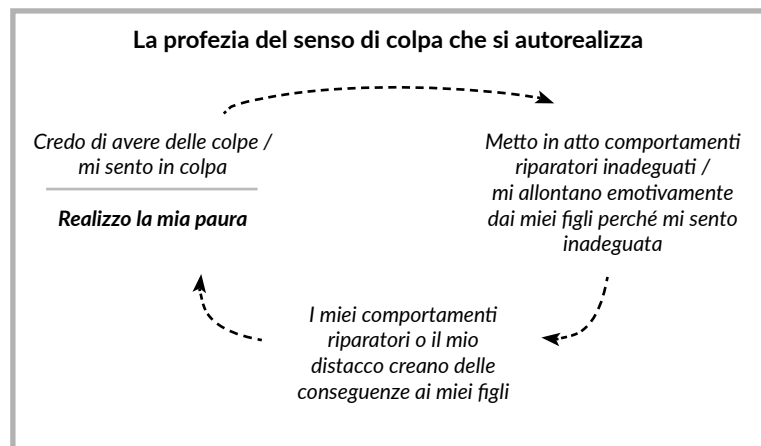 La profezia del senso di colpa che si autorealizza
Credo di avere delle colpe /
mi sento in colpa
Realizzo la mia paura
Metto in atto comportamenti
riparatori inadeguati /
mi allontano emotivamente
dai miei figli perché mi sento
inadeguata
I miei comportamenti
riparatori o il mio
distacco creano delle
conseguenze ai miei figli